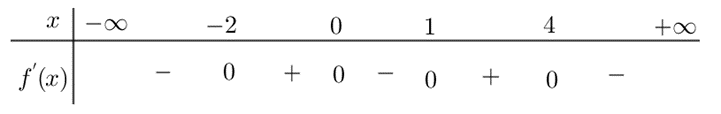 x −∞ −2 0 1 4 +∞
f′(x) − 0 + 0 − 0 + 0 −